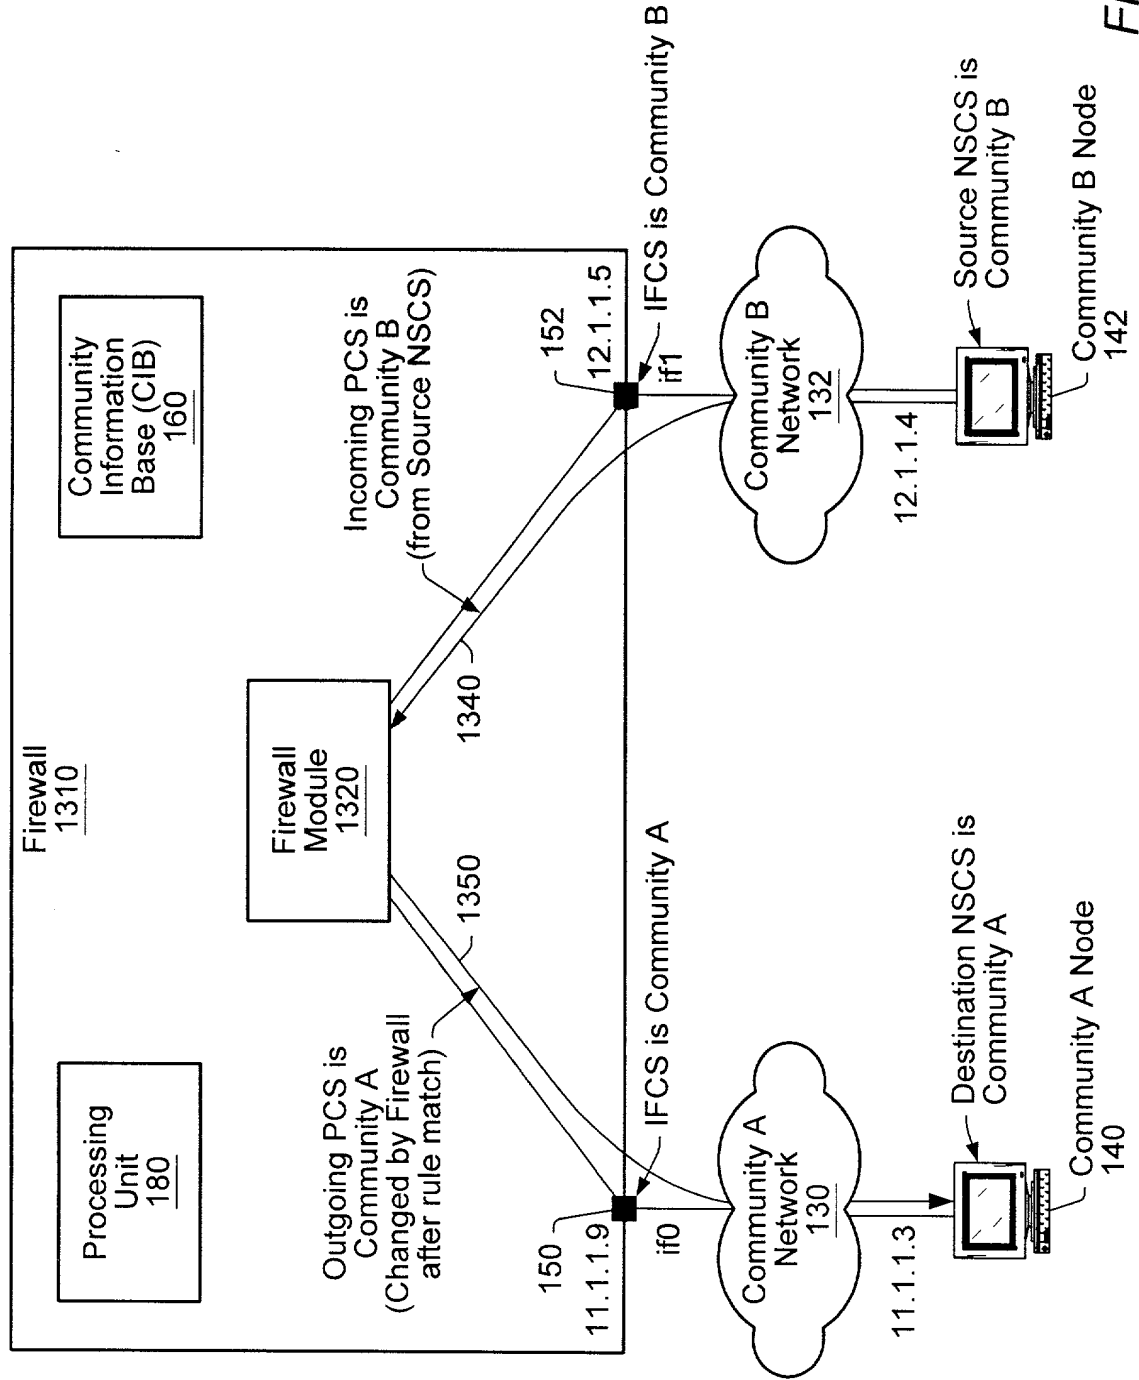 Firewall
1310
Processing
Unit
180
Community
Information
Base (CIB)
160
Firewall
Module
1320
Outgoing PCS is
Community A
(Changed by Firewall
after rule match)
1350
Incoming PCS is
Community B
(from Source NSCS)
1340
150
11.1.1.9
152
12.1.1.5
IFCS is Community A
if0
IFCS is Community B
if1
Community A
Network
130
Community B
Network
132
11.1.1.3
12.1.1.4
Destination NSCS is
Community A
Source NSCS is
Community B
Community A Node
140
Community B Node
142